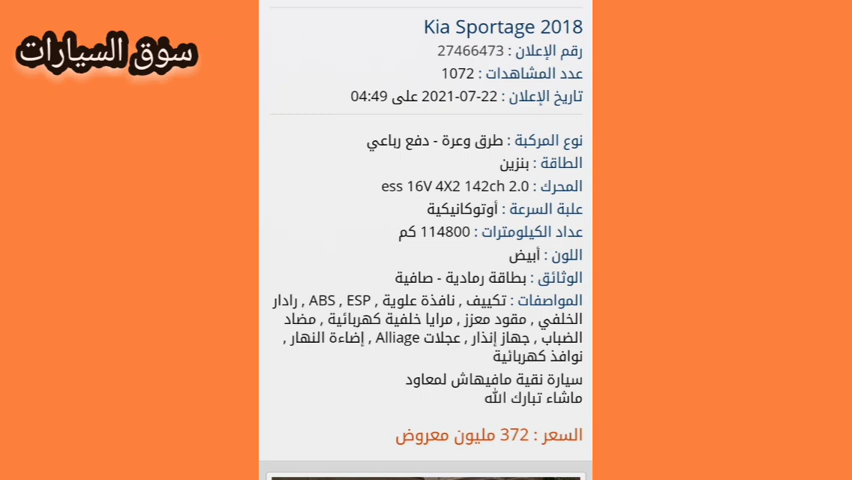 سوق السيارات
Kia Sportage 2018
رقم الإعلان : 27466473
عدد المشاهدات : 1072
تاريخ الإعلان : 22-07-2021 على 04:49
نوع المركبة : طرق وعرة - دفع رباعي
الطاقة : بنزين
المحرك : 2.0 ess 16V 4X2 142ch
علبة السرعة : أوتوكانيكية
عداد الكيلومترات : 114800 كم
اللون : أبيض
الوثائق : بطاقة رمادية - صافية
المواصفات : تكييف , نافذة علوية , ABS , ESP , رادار
الخلفي , مقود معزز , مرايا خلفية كهربائية , مضاد
الضباب , جهاز إنذار , عجلات Alliage , إضاءة النهار ,
نوافذ كهربائية
سيارة نقية مافيهاش لمعاود
ماشاء تبارك الله
السعر : 372 مليون معروض